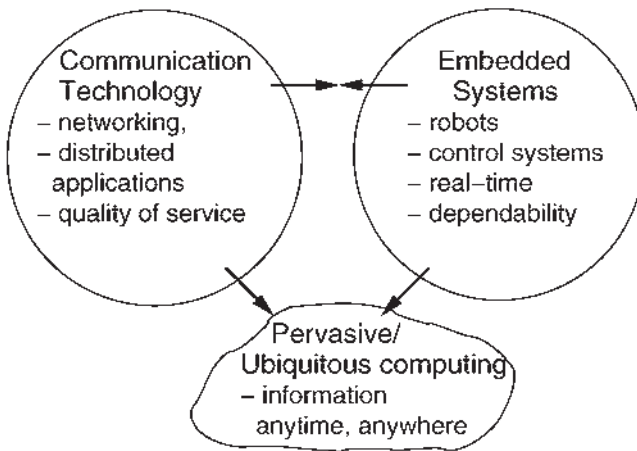 Communication
Technology
– networking,
– distributed
applications
– quality of service
Embedded
Systems
– robots
– control systems
– real–time
– dependability
Pervasive/
Ubiquitous computing
– information
anytime, anywhere